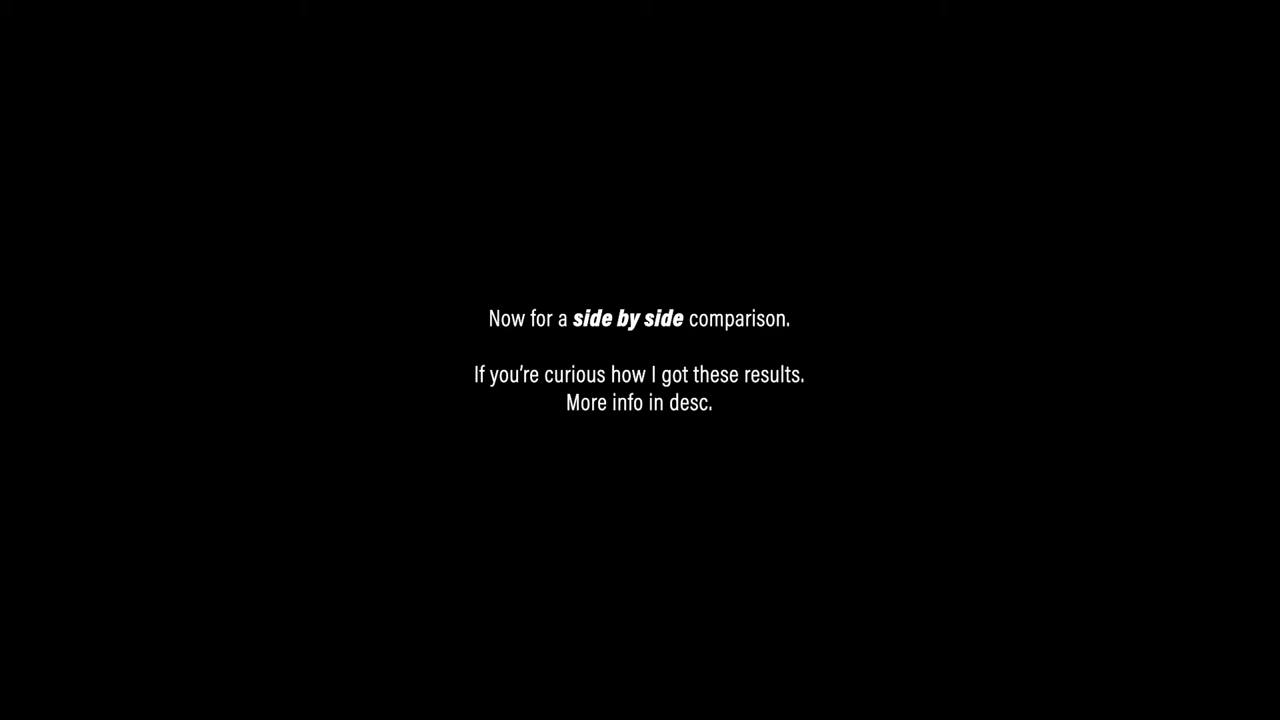 Now for a side by side comparison.
If you’re curious how I got these results.
More info in desc.